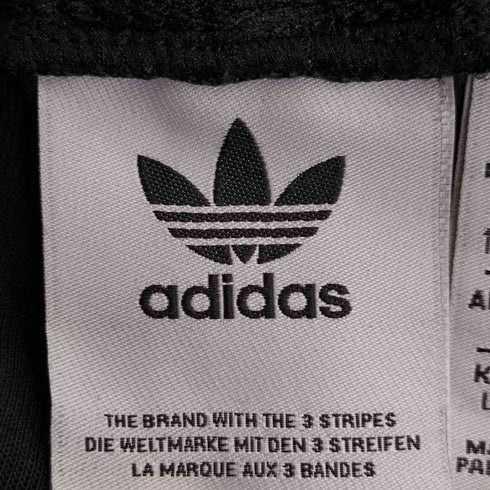 adidas
THE BRAND WITH THE 3 STRIPES
DIE WELTMARKE MIT DEN 3 STREIFEN
LA MARQUE AUX 3 BANDES